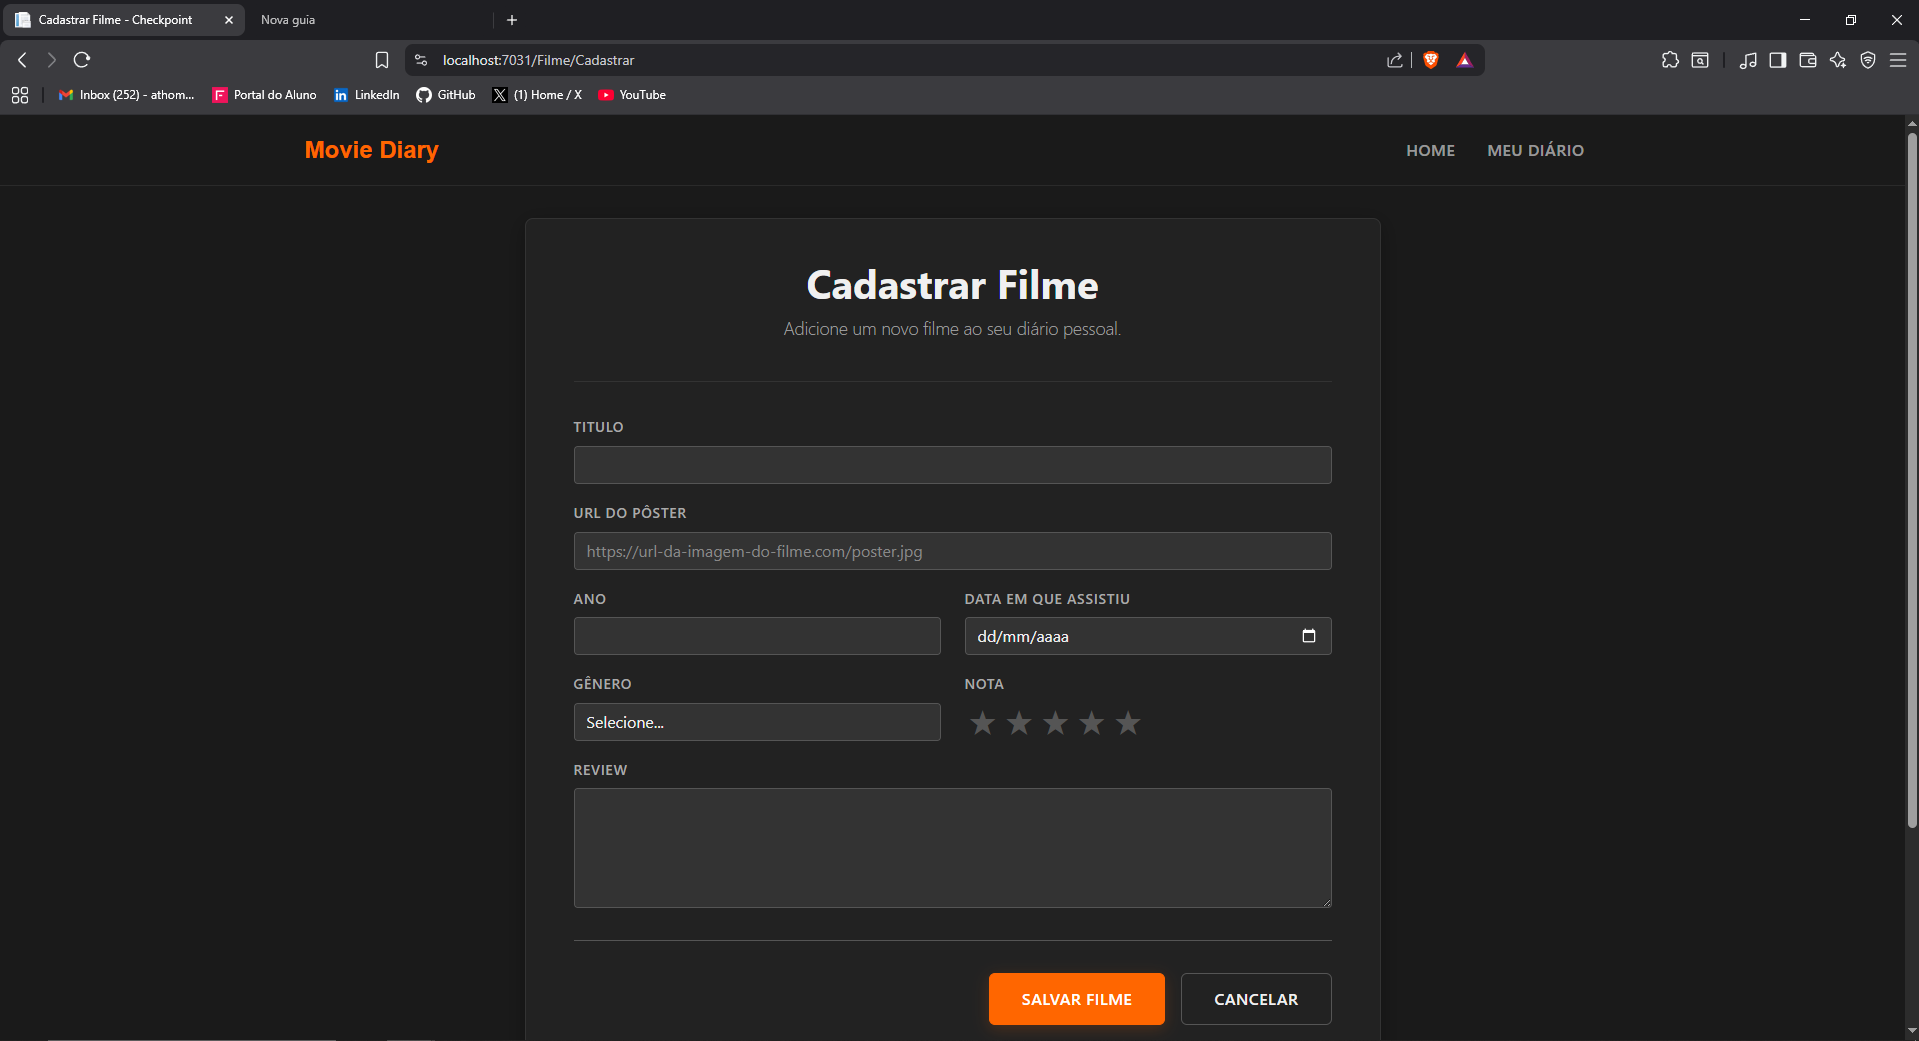 Cadastrar Filme - Checkpoint
Nova guia
localhost:7031/Filme/Cadastrar
Inbox (252) - athom...
Portal do Aluno
LinkedIn
GitHub
(1) Home / X
YouTube
Movie Diary
HOME
MEU DIÁRIO
Cadastrar Filme
Adicione um novo filme ao seu diário pessoal.
TITULO
URL DO PÔSTER
https://url-da-imagem-do-filme.com/poster.jpg
ANO
DATA EM QUE ASSISTIU
dd/mm/aaaa
GÊNERO
NOTA
Selecione...
REVIEW
SALVAR FILME
CANCELAR